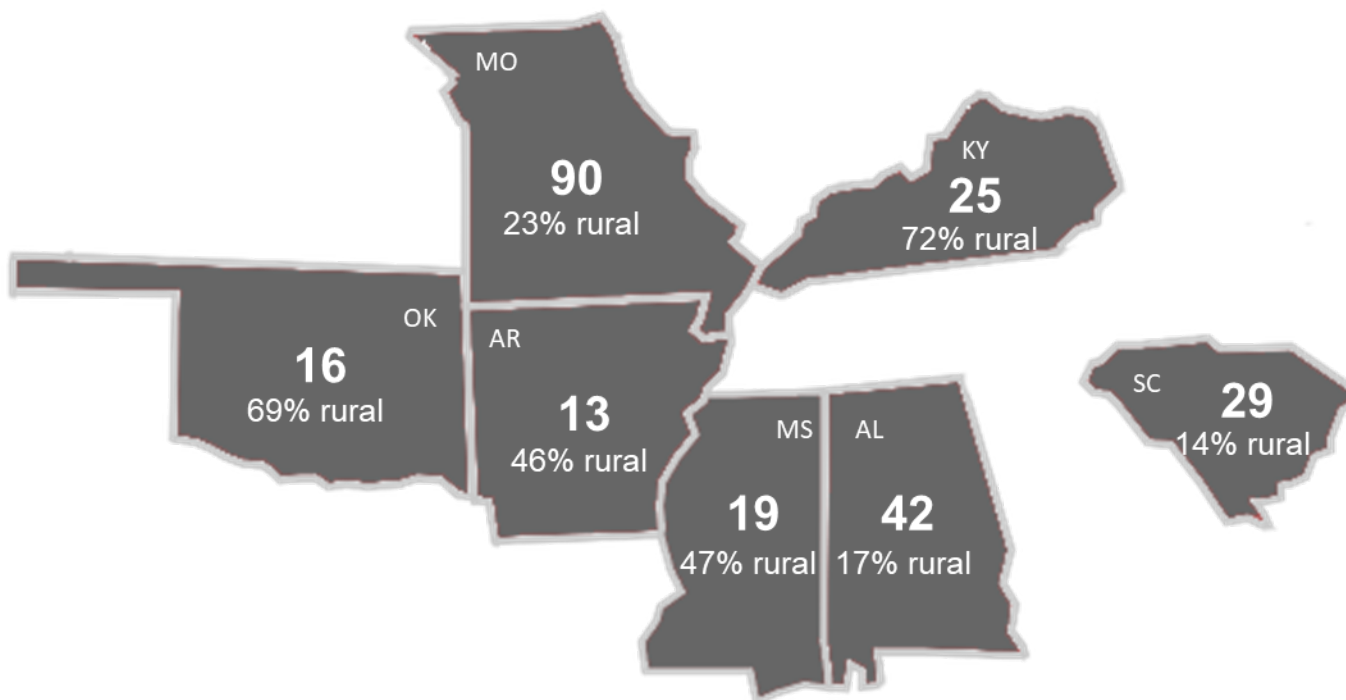 MO
90
23% rural
KY
25
72% rural
OK
16
69% rural
AR
13
46% rural
MS
19
47% rural
AL
42
17% rural
SC
29
14% rural